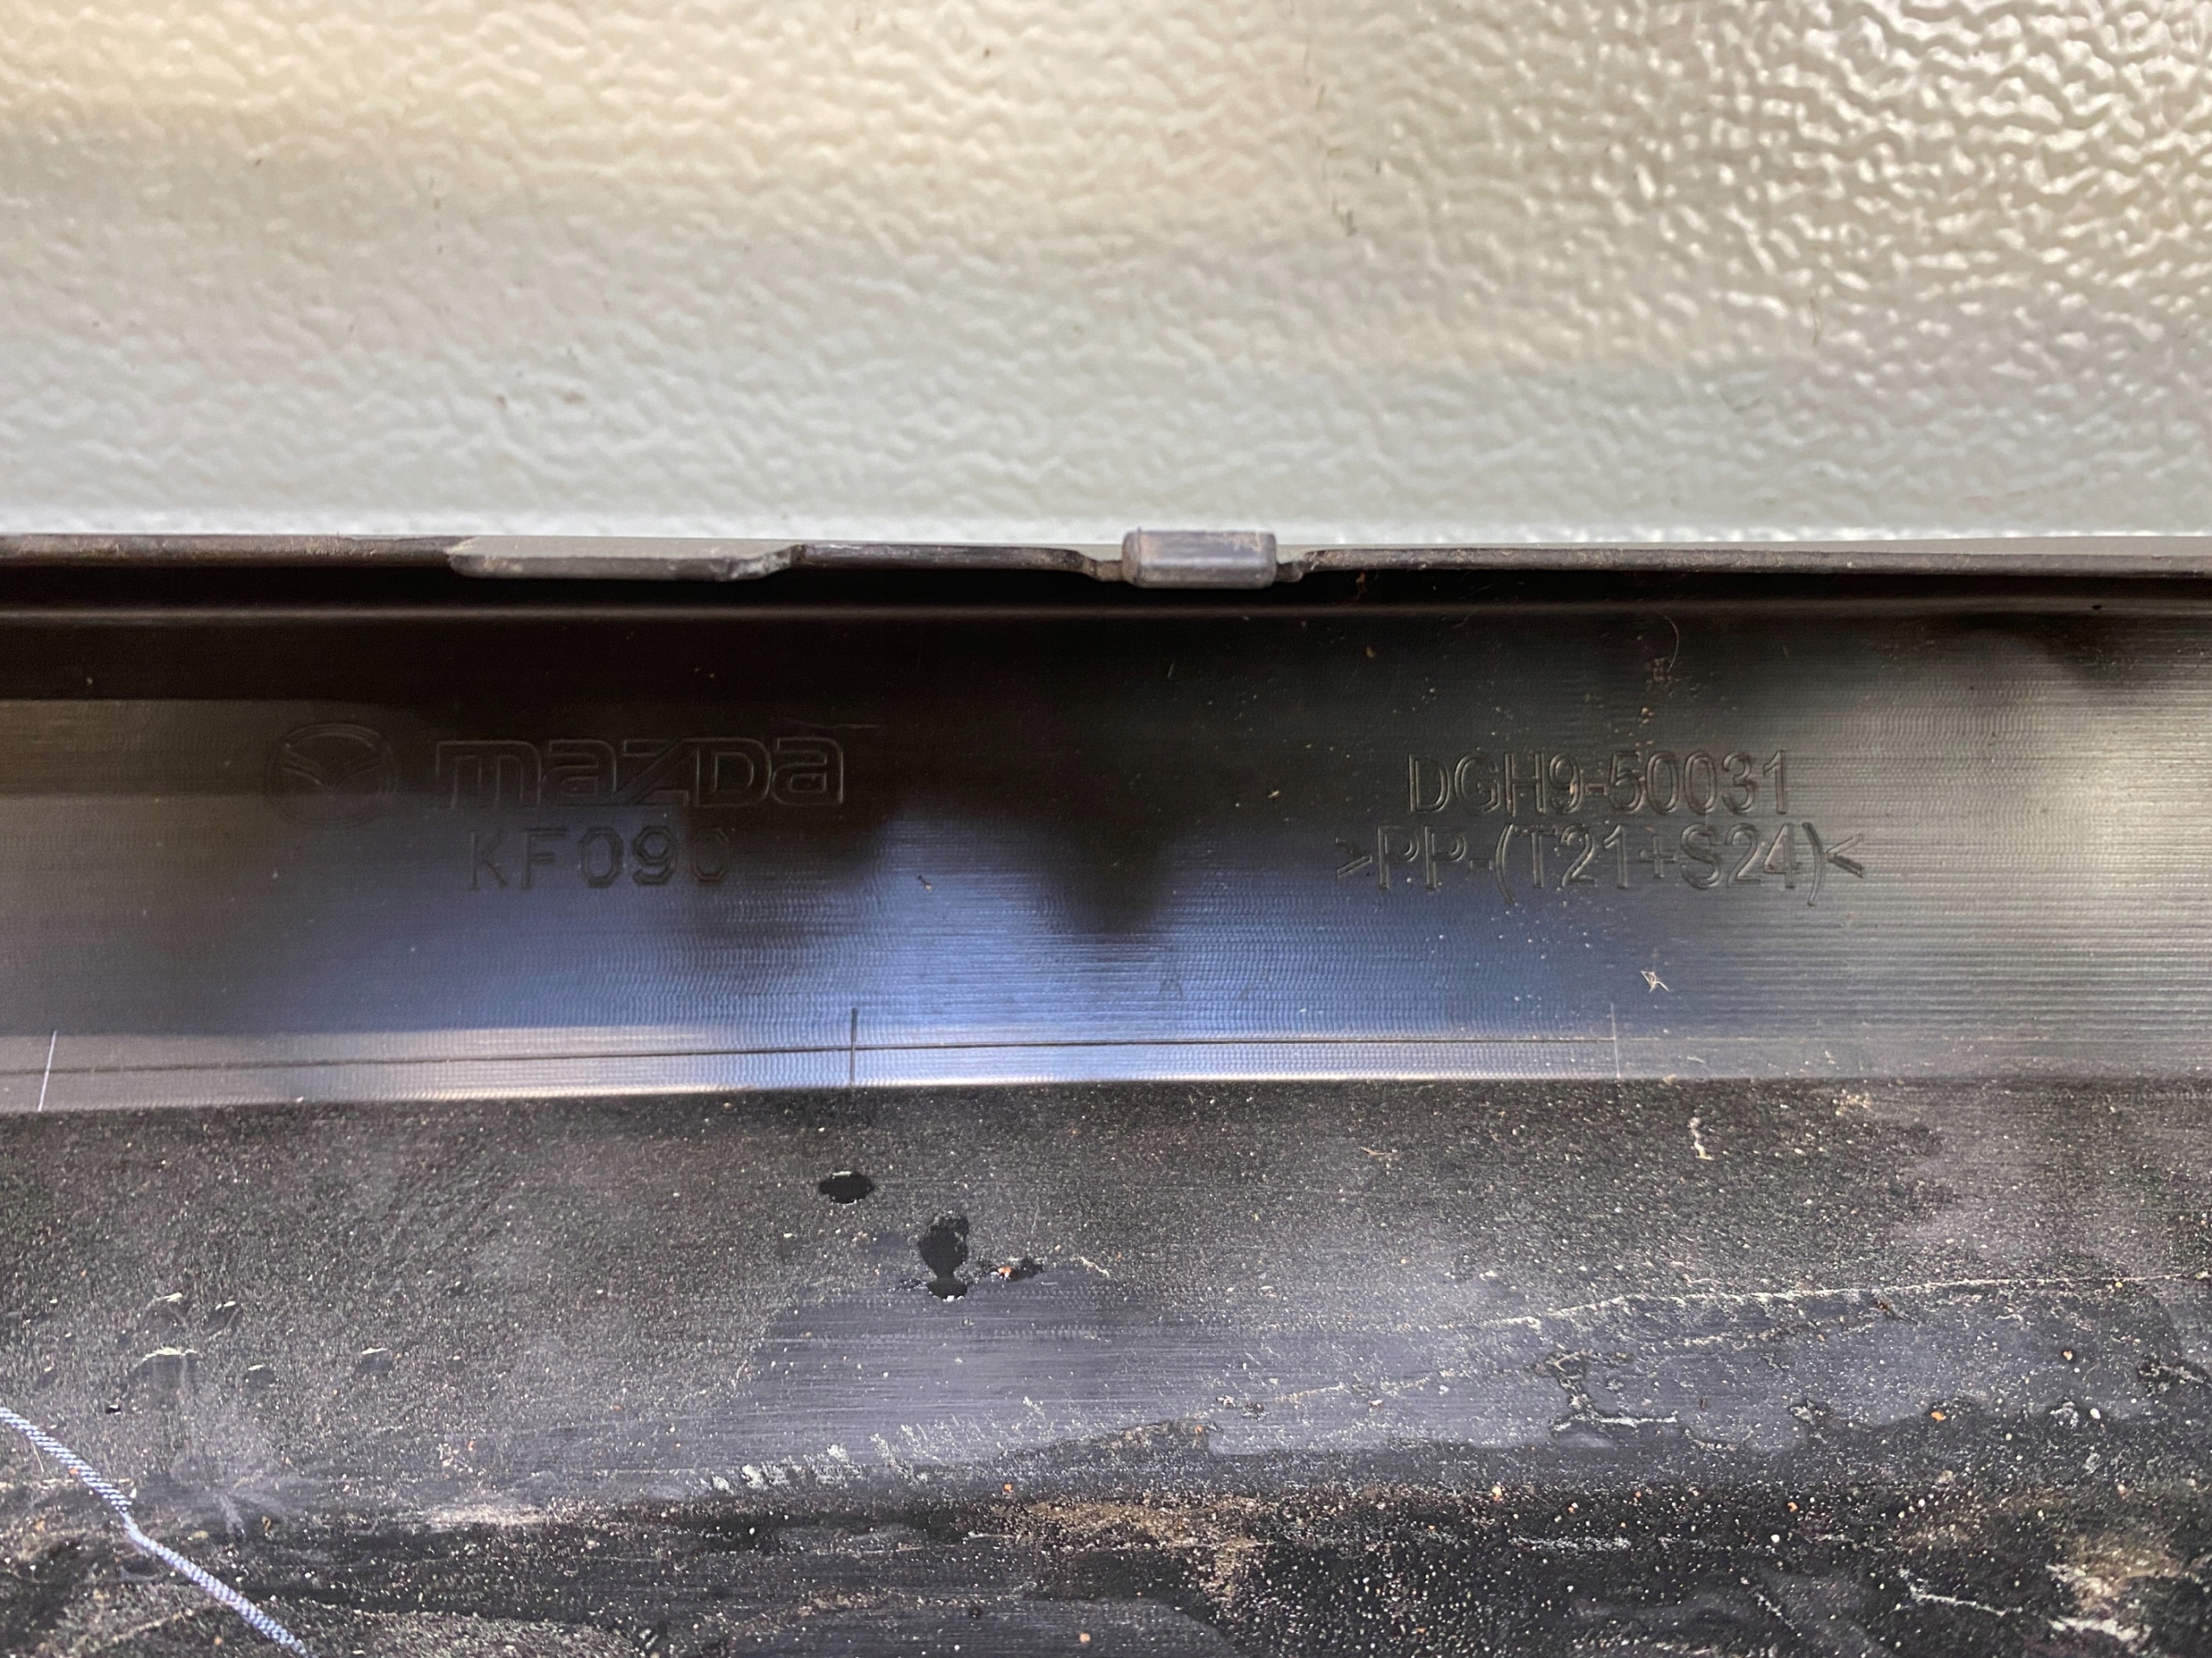 mazda
KF090
DGH9-50031
>PP-(T21+S24)<